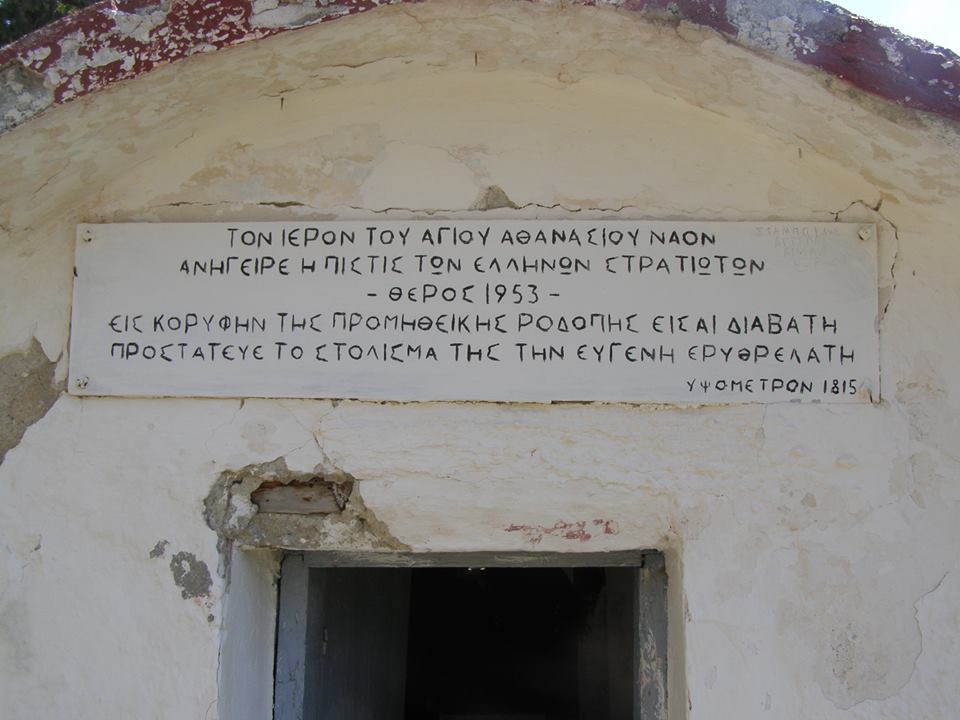 ΤΟΝ ΙΕΡΟΝ ΤΟΥ ΑΓΙΟΥ ΑΘΑΝΑΣΙΟΥ ΝΑΟΝ
ΑΝΗΓΕΙΡΕ Η ΠΙΣΤΙΣ ΤΩΝ ΕΛΛΗΝΩΝ ΣΤΡΑΤΙΩΤΩΝ
- ΘΕΡΟΣ 1953 -
ΕΙΣ ΚΟΡΥΦΗΝ ΤΗΣ ΠΡΟΜΗΘΕΙΚΗΣ ΡΟΔΟΠΗΣ ΕΙΣΑΙ ΔΙΑΒΑΤΗ
ΠΡΟΣΤΑΤΕΥΕ ΤΟ ΣΤΟΛΙΣΜΑ ΤΗΣ ΤΗΝ ΕΥΓΕΝΗ ΕΡΥΘΡΕΛΑΤΗ
ΥΨΟΜΕΤΡΟΝ 1815